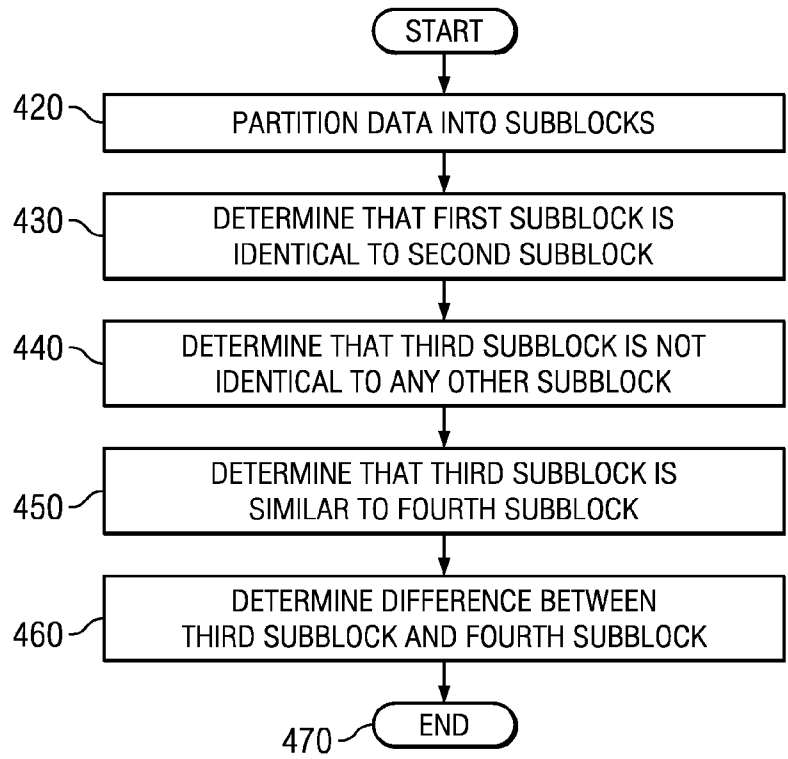 START
420
PARTITION DATA INTO SUBBLOCKS
430
DETERMINE THAT FIRST SUBBLOCK IS
IDENTICAL TO SECOND SUBBLOCK
440
DETERMINE THAT THIRD SUBBLOCK IS NOT
IDENTICAL TO ANY OTHER SUBBLOCK
450
DETERMINE THAT THIRD SUBBLOCK IS
SIMILAR TO FOURTH SUBBLOCK
460
DETERMINE DIFFERENCE BETWEEN
THIRD SUBBLOCK AND FOURTH SUBBLOCK
470
END